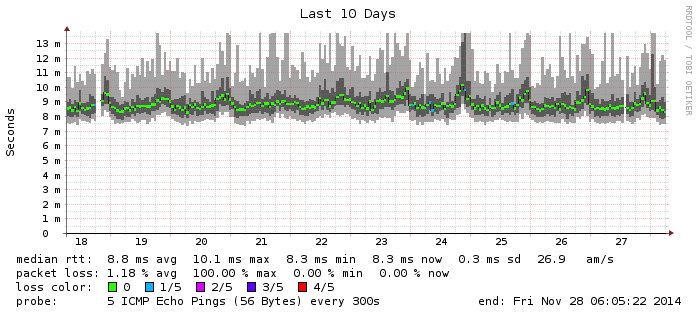 Last 10 Days
RRDTOOL / TOBI OETIKER
Seconds
13 m
12 m
11 m
10 m
9 m
8 m
7 m
6 m
5 m
4 m
3 m
2 m
1 m
0
18 19 20 21 22 23 24 25 26 27
median rtt: 8.8 ms avg 10.1 ms max 8.3 ms min 8.3 ms now 0.3 ms sd 26.9 am/s
packet loss: 1.18 % avg 100.00 % max 0.00 % min 0.00 % now
loss color: 0 1/5 2/5 3/5 4/5
probe: 5 ICMP Echo Pings (56 Bytes) every 300s end: Fri Nov 28 06:05:22 2014